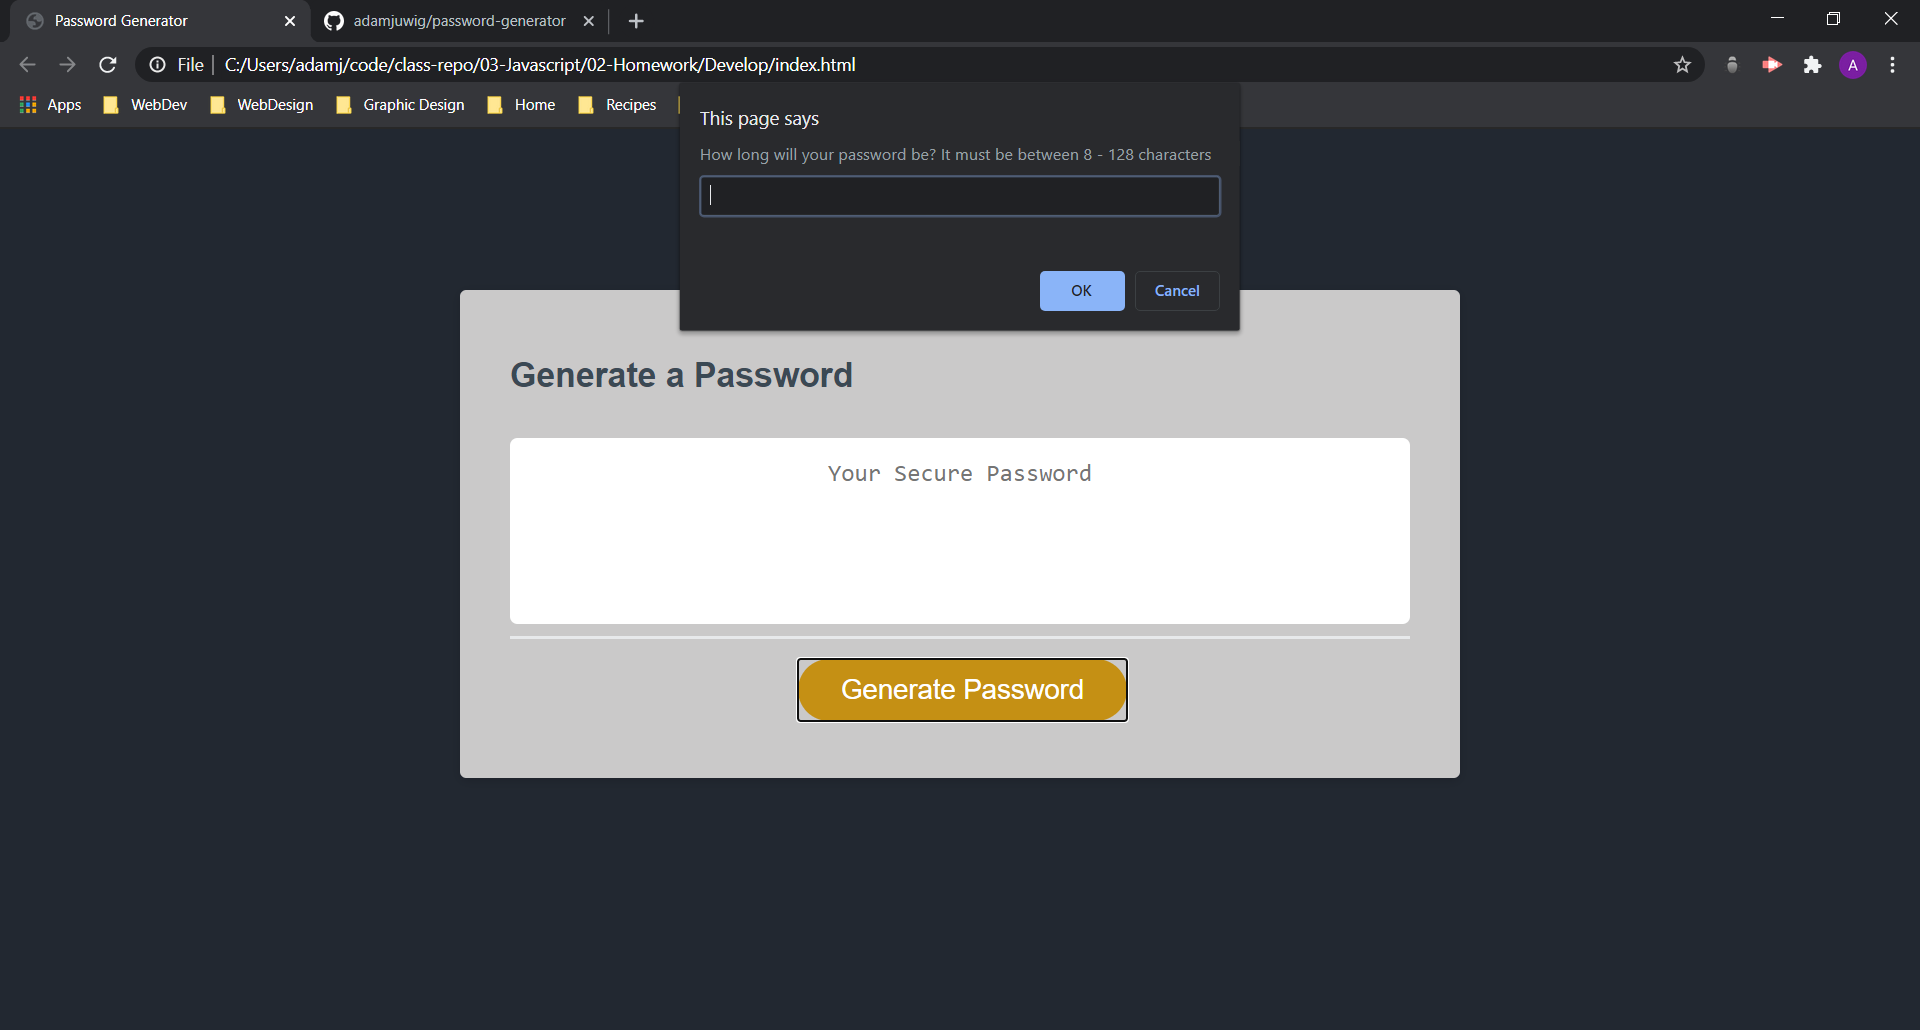 Password Generator
adamjuwig/password-generator
File
C:/Users/adamj/code/class-repo/03-Javascript/02-Homework/Develop/index.html
A
Apps
WebDev
WebDesign
Graphic Design
Home
Recipes
This page says
How long will your password be? It must be between 8 - 128 characters
OK
Cancel
Generate a Password
Your Secure Password
Generate Password